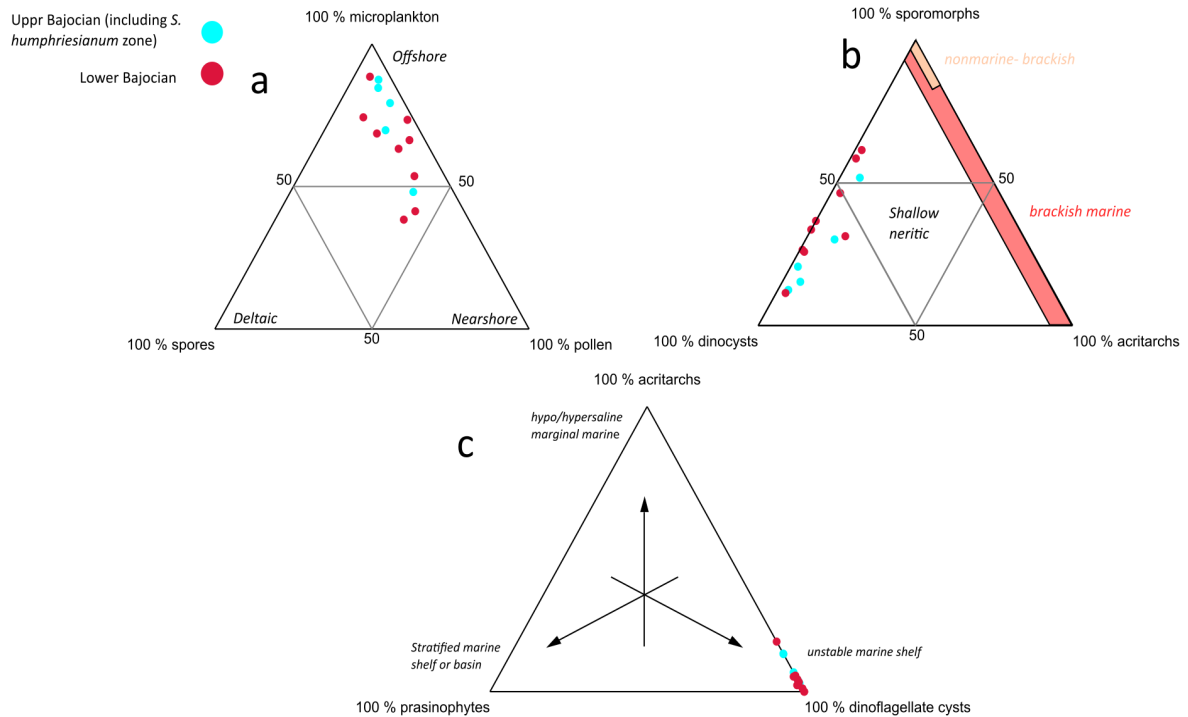 Uppr Bajocian (including S.
humphriesianum zone)
Lower Bajocian
a
100 % microplankton
Offshore
50
50
Deltaic
Nearshore
100 % spores
50
100 % pollen
b
100 % sporomorphs
nonmarine- brackish
50
50
Shallow
neritic
brackish marine
100 % dinocysts
50
100 % acritarchs
c
100 % acritarchs
hypo/hypersaline
marginal marine
Stratified marine
shelf or basin
unstable marine shelf
100 % prasinophytes
100 % dinoflagellate cysts